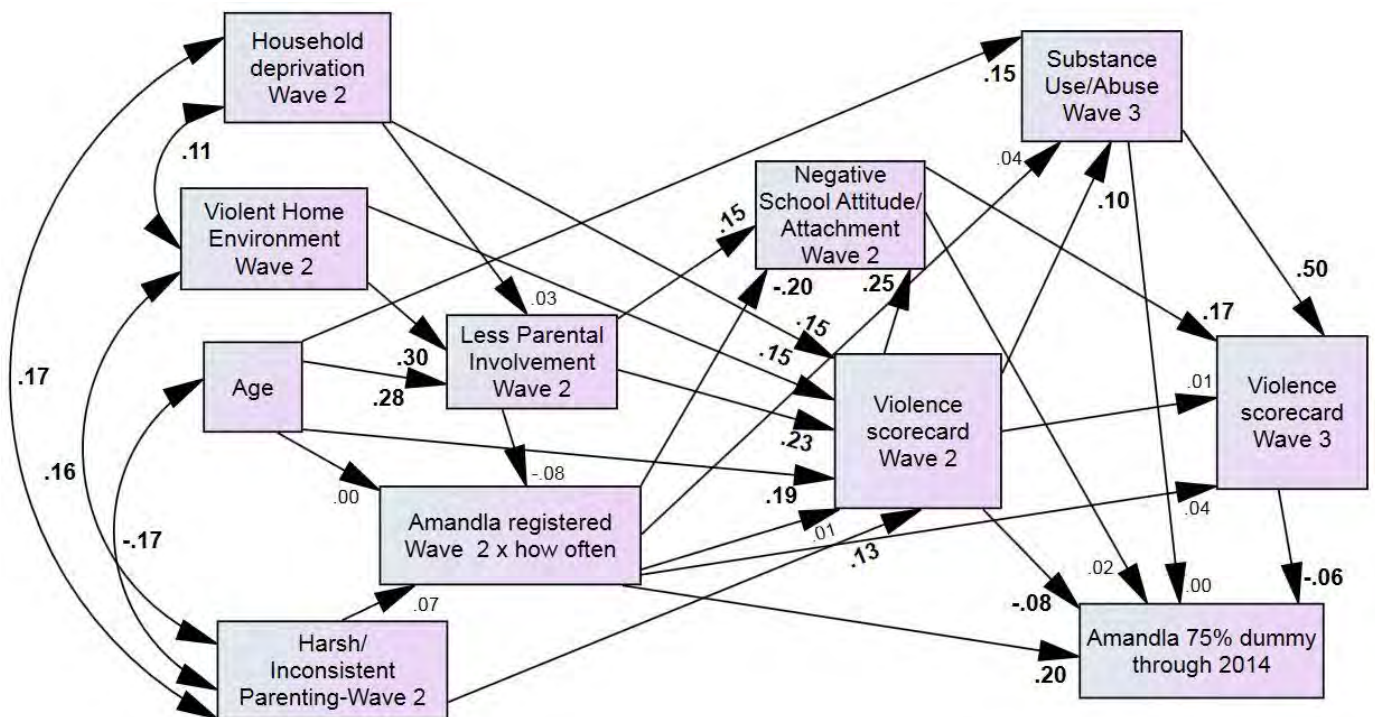 Household
deprivation
Wave 2
.11
Violent Home
Environment
Wave 2
Age
.17
.16
-.17
Harsh/
Inconsistent
Parenting-Wave 2
.03
.30
.28
Less Parental
Involvement
Wave 2
-.08
.00
Amandla registered
Wave 2 x how often
.07
.15
Negative
School Attitude/
Attachment
Wave 2
-.20
.25
.15
.15
.23
.19
.01
.13
Violence
scorecard
Wave 2
.15
Substance
Use/Abuse
Wave 3
.04
.10
.50
.17
.01
.04
Violence
scorecard
Wave 3
-.08
.02
.00
-.06
.20
Amandla 75% dummy
through 2014